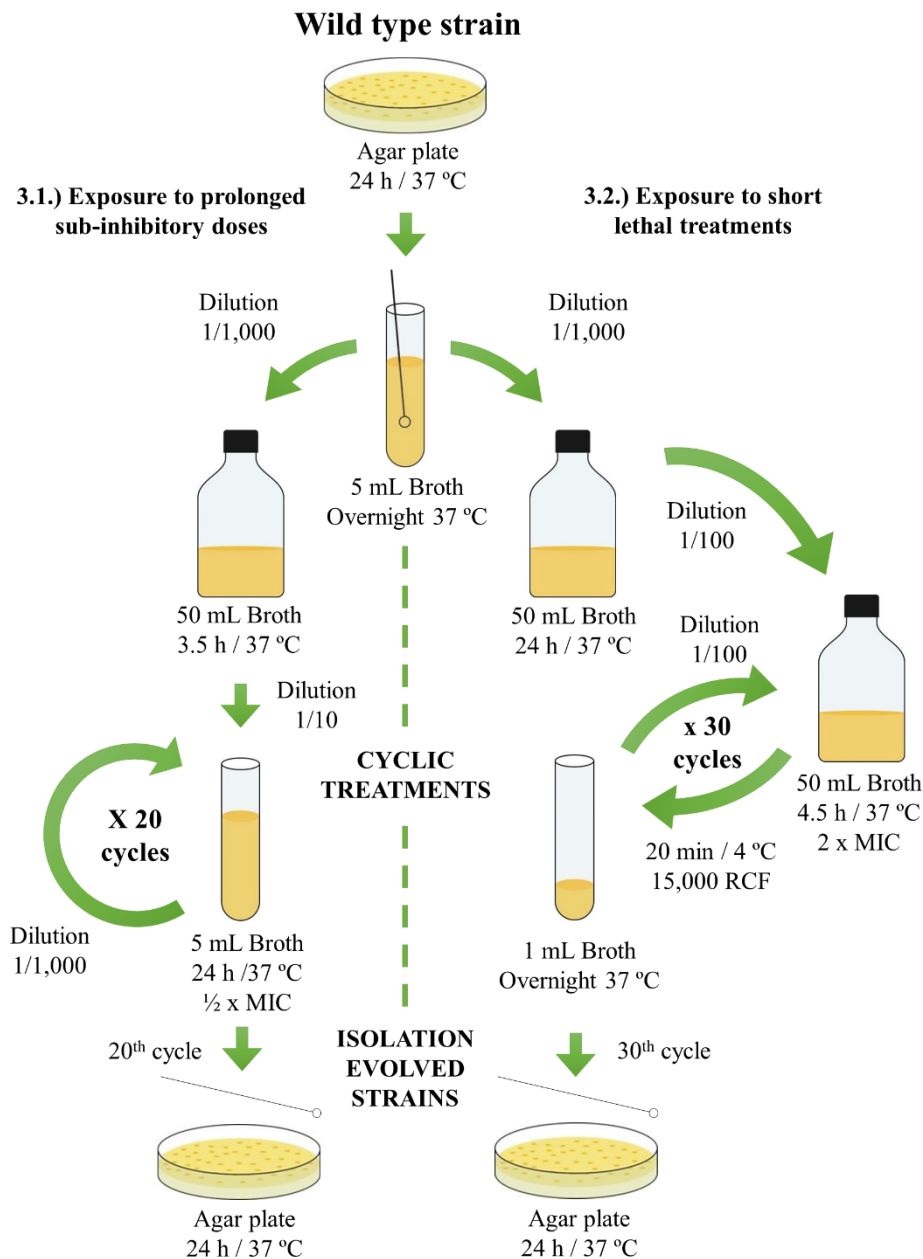 Wild type strain
Agar plate
24 h / 37 ºC
3.1.) Exposure to prolonged
sub-inhibitory doses
3.2.) Exposure to short
lethal treatments
Dilution
1/1,000
Dilution
1/1,000
5 mL Broth
Overnight 37 ºC
50 mL Broth
3.5 h / 37 ºC
50 mL Broth
24 h / 37 ºC
Dilution
1/100
Dilution
1/10
Dilution
1/100
X 20
cycles
CYCLIC
TREATMENTS
x 30
cycles
50 mL Broth
4.5 h / 37 ºC
2 x MIC
20 min / 4 ºC
15,000 RCF
Dilution
1/1,000
5 mL Broth
24 h /37 ºC
½ x MIC
1 mL Broth
Overnight 37 ºC
20th cycle
ISOLATION
EVOLVED
STRAINS
30th cycle
Agar plate
24 h / 37 ºC
Agar plate
24 h / 37 ºC